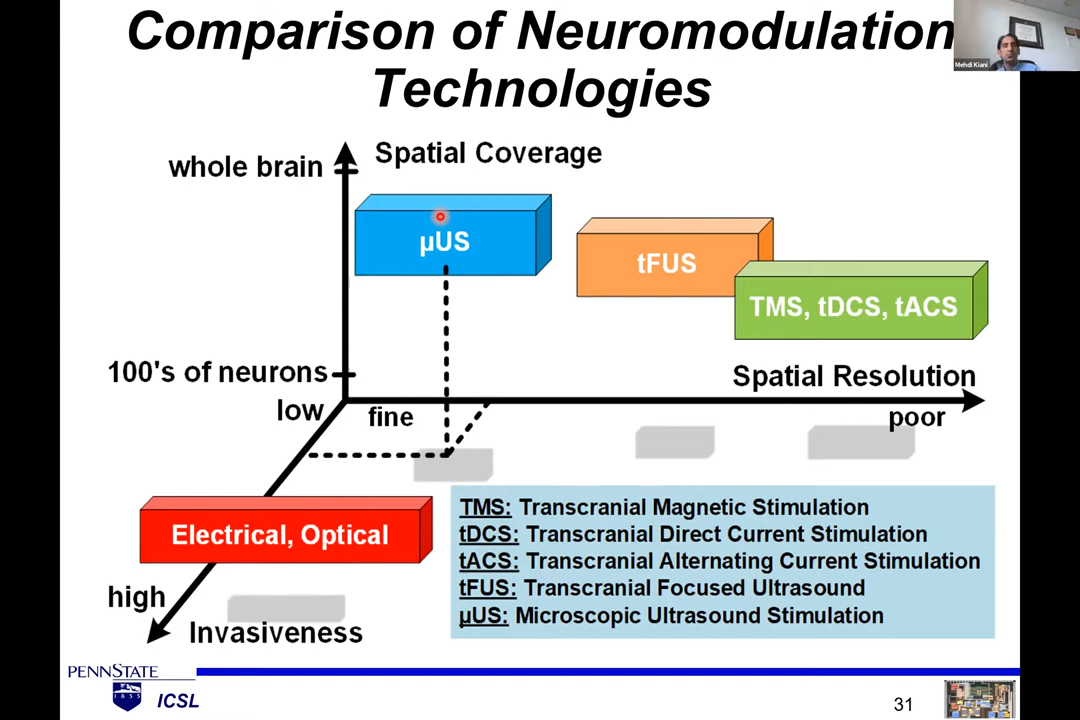 Comparison of Neuromodulation
Technologies
Mehdi Kiani
Spatial Coverage
whole brain
µUS
tFUS
TMS, tDCS, tACS
100's of neurons
Spatial Resolution
low
fine
poor
Electrical, Optical
high
Invasiveness
TMS: Transcranial Magnetic Stimulation
tDCS: Transcranial Direct Current Stimulation
tACS: Transcranial Alternating Current Stimulation
tFUS: Transcranial Focused Ultrasound
µUS: Microscopic Ultrasound Stimulation
PENNSTATE
1855
ICSL
31